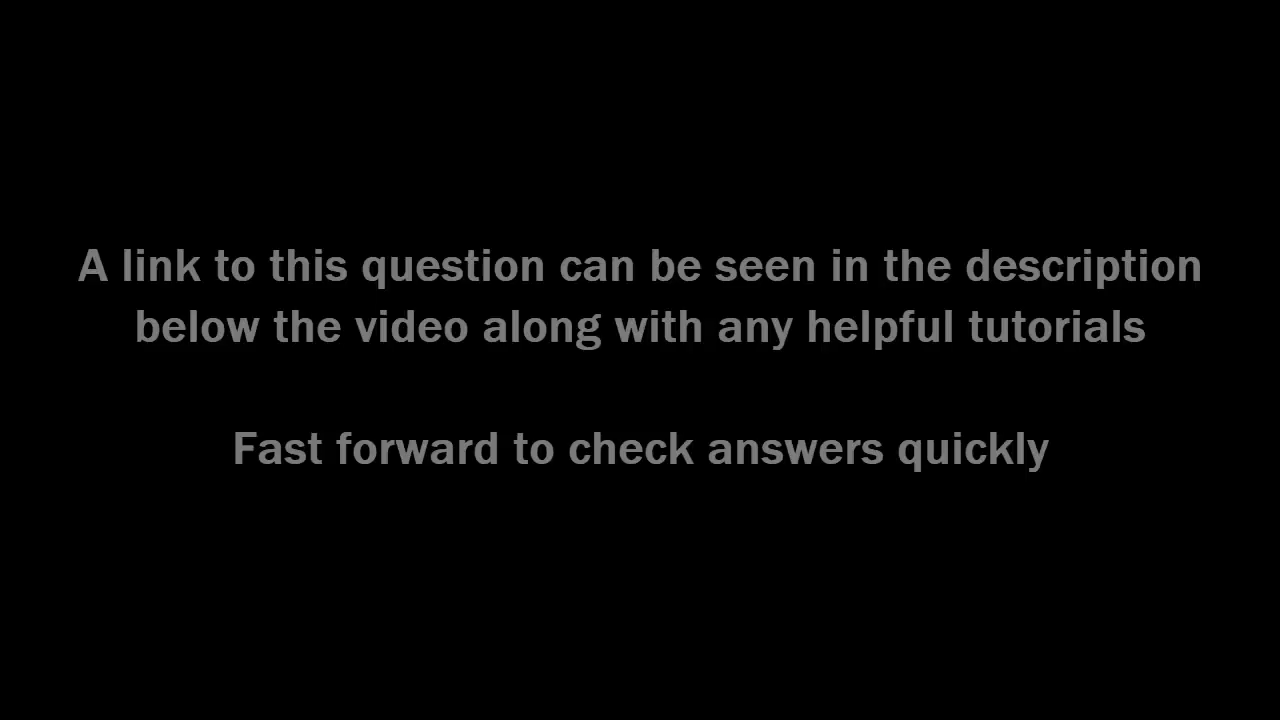 A link to this question can be seen in the description
below the video along with any helpful tutorials
Fast forward to check answers quickly